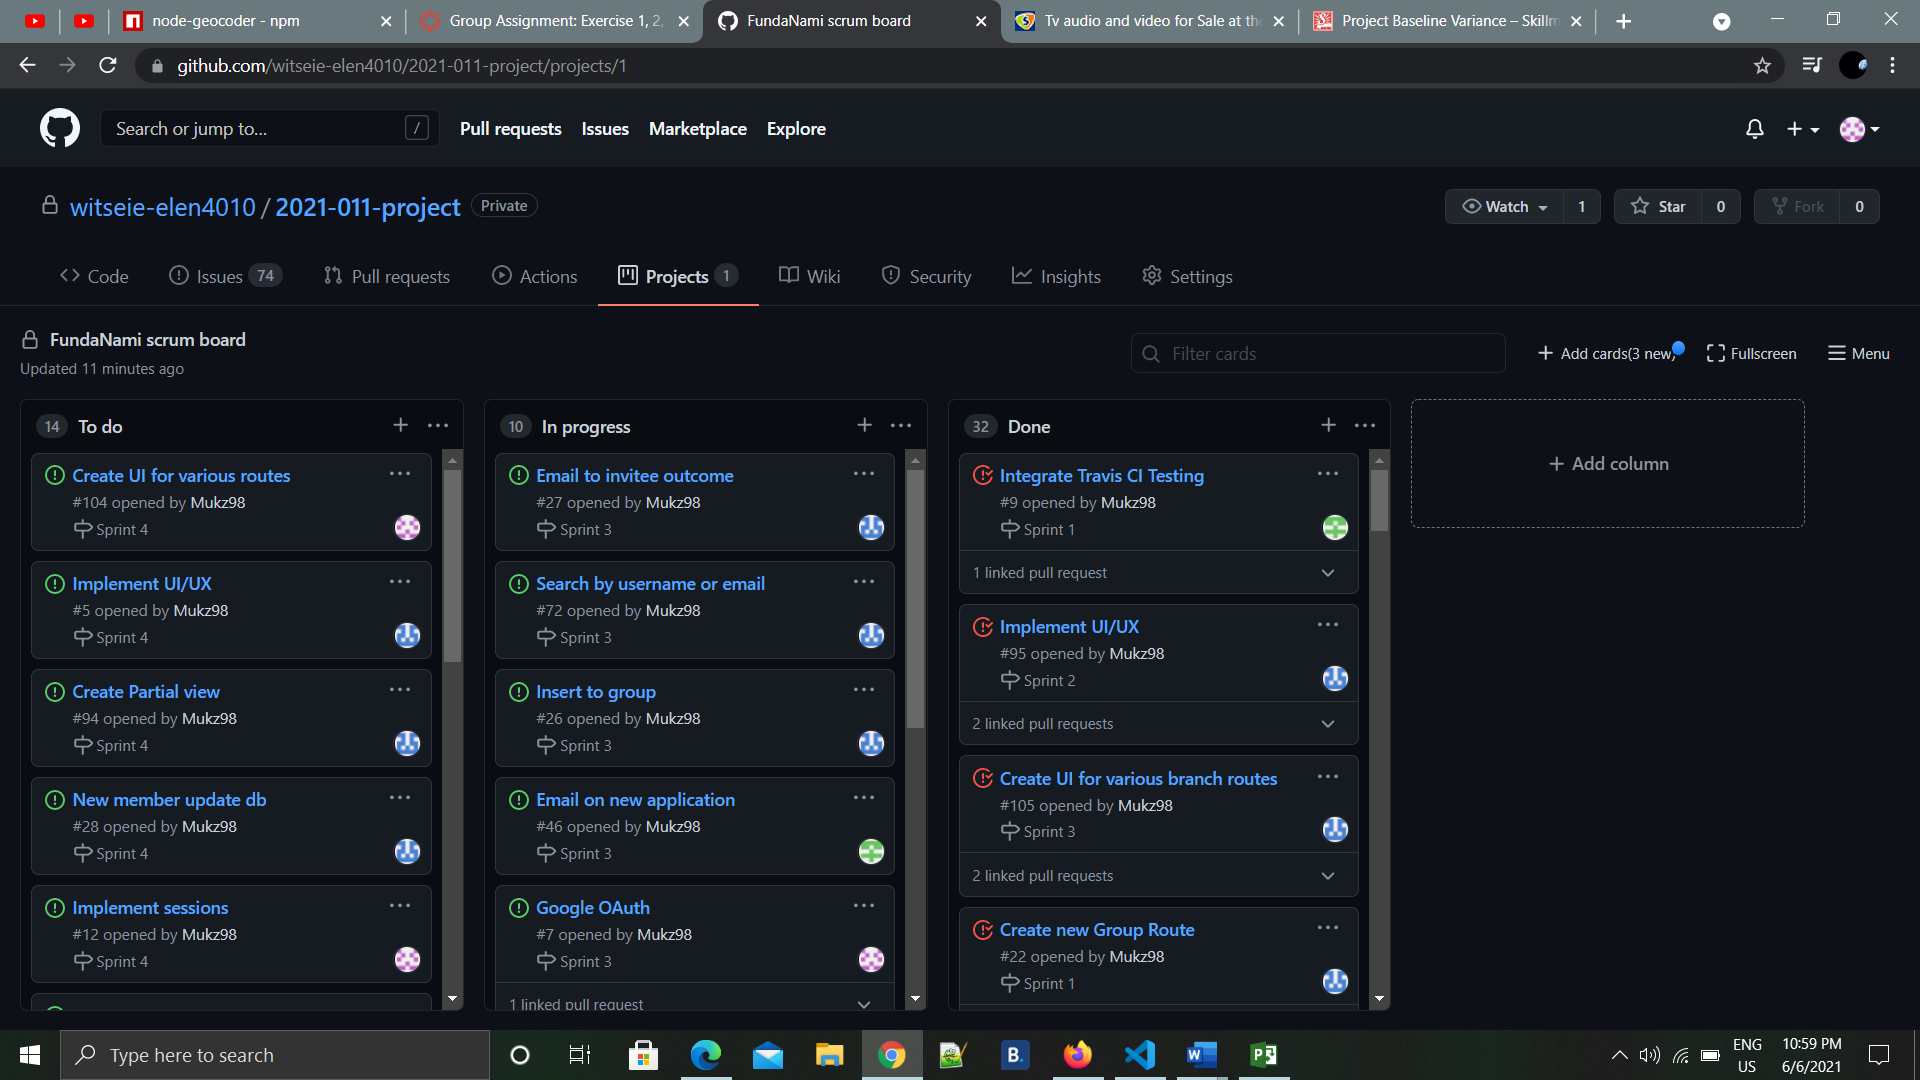 node-geocoder - npm
Group Assignment: Exercise 1, 2,
FundaNami scrum board
Tv audio and video for Sale at the
Project Baseline Variance – Skillm
github.com/witseie-elen4010/2021-011-project/projects/1
Search or jump to...
/
Pull requests
Issues
Marketplace
Explore
witseie-elen4010 / 2021-011-project
Private
Watch
1
Star
0
Fork
0
Code
Issues
74
Pull requests
Actions
Projects
1
Wiki
Security
Insights
Settings
FundaNami scrum board
Updated 11 minutes ago
Filter cards
Add cards(3 new)
Fullscreen
Menu
14 To do
Create UI for various routes
#104 opened by Mukz98
Sprint 4
Implement UI/UX
#5 opened by Mukz98
Sprint 4
Create Partial view
#94 opened by Mukz98
Sprint 4
New member update db
#28 opened by Mukz98
Sprint 4
Implement sessions
#12 opened by Mukz98
Sprint 4
10 In progress
Email to invitee outcome
#27 opened by Mukz98
Sprint 3
Search by username or email
#72 opened by Mukz98
Sprint 3
Insert to group
#26 opened by Mukz98
Sprint 3
Email on new application
#46 opened by Mukz98
Sprint 3
Google OAuth
#7 opened by Mukz98
Sprint 3
1 linked pull request
32 Done
Integrate Travis CI Testing
#9 opened by Mukz98
Sprint 1
1 linked pull request
Implement UI/UX
#95 opened by Mukz98
Sprint 2
2 linked pull requests
Create UI for various branch routes
#105 opened by Mukz98
Sprint 3
2 linked pull requests
Create new Group Route
#22 opened by Mukz98
Sprint 1
Add column
Type here to search
B.
ENG
US
10:59 PM
6/6/2021